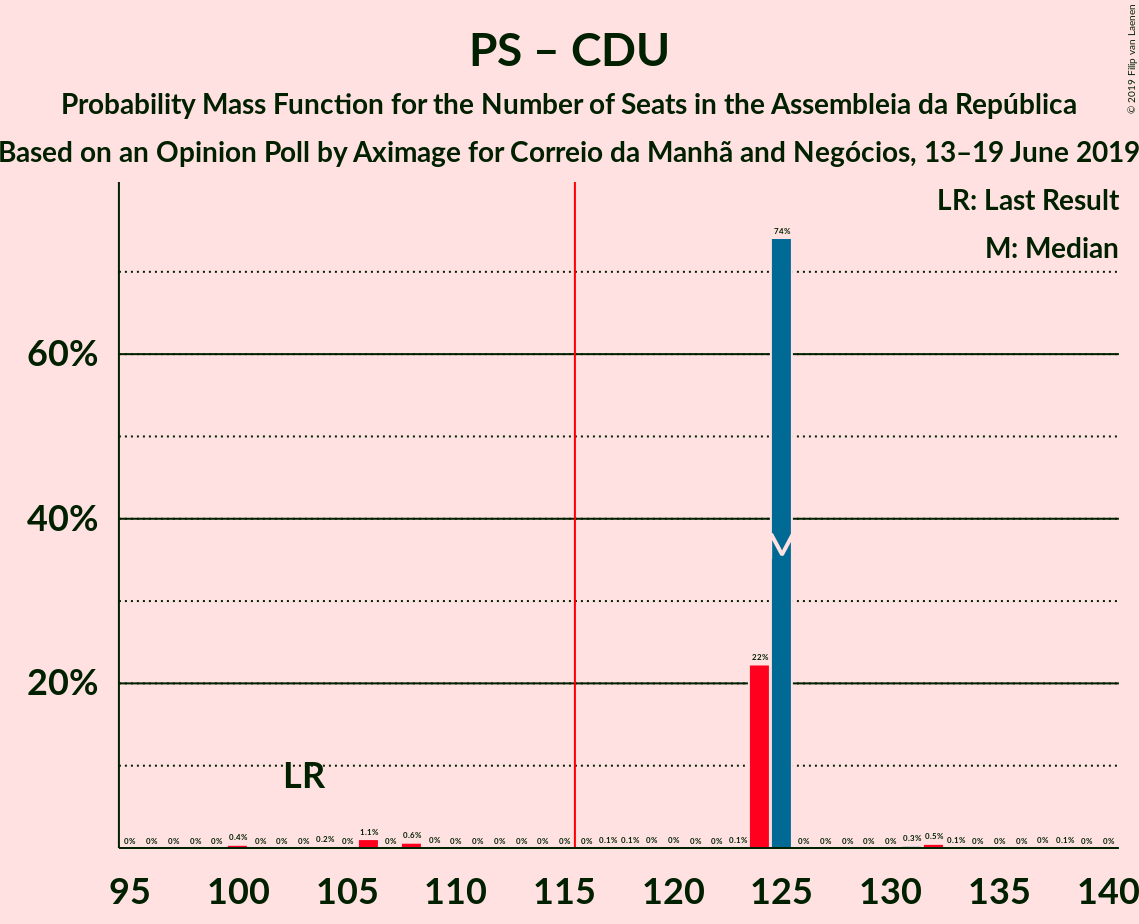 PS – CDU
Probability Mass Function for the Number of Seats in the Assembleia da República
Based on an Opinion Poll by Aximage for Correio da Manhã and Negócios, 13–19 June 2019
© 2019 Filip van Laenen
LR: Last Result
M: Median
60%
40%
20%
LR
0% 0% 0% 0% 0% 0.4% 0% 0% 0% 0.2% 0% 1.1% 0% 0.6% 0% 0% 0% 0% 0% 0% 0% 0% 0.1% 0.1% 0% 0% 0% 0% 0.1% 22% 74% 0% 0% 0% 0% 0% 0.3% 0.5% 0.1% 0% 0% 0% 0% 0.1% 0% 0%
95 100 105 110 115 120 125 130 135 140